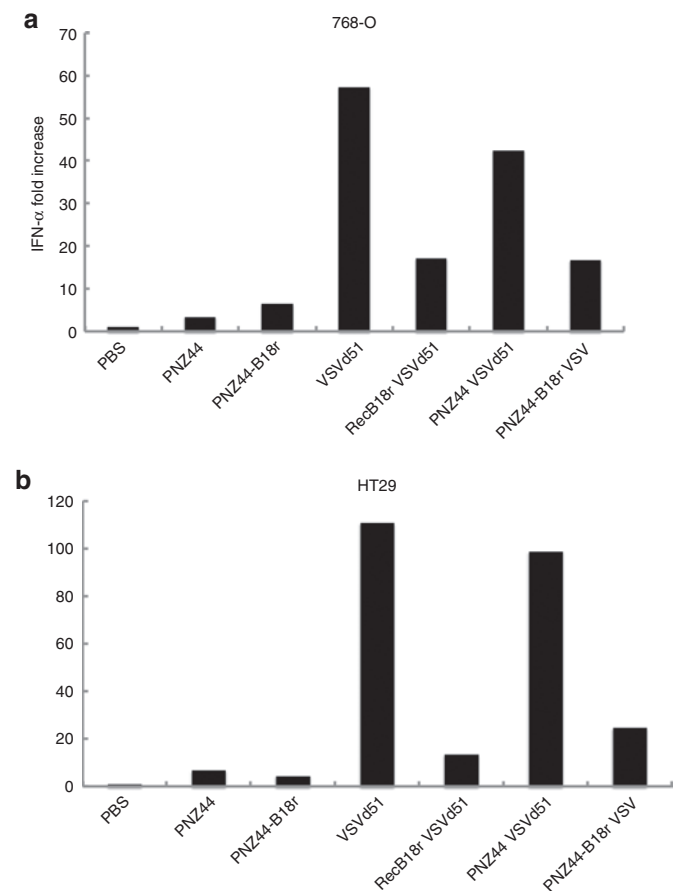 a
768-O
IFN-α fold increase
70
60
50
40
30
20
10
0
PBS
PNZ44
PNZ44-B18r
VSVd51
RecB18r VSVd51
PNZ44 VSVd51
PNZ44-B18r VSV
b
HT29
120
100
80
60
40
20
0
PBS
PNZ44
PNZ44-B18r
VSVd51
RecB18r VSVd51
PNZ44 VSVd51
PNZ44-B18r VSV